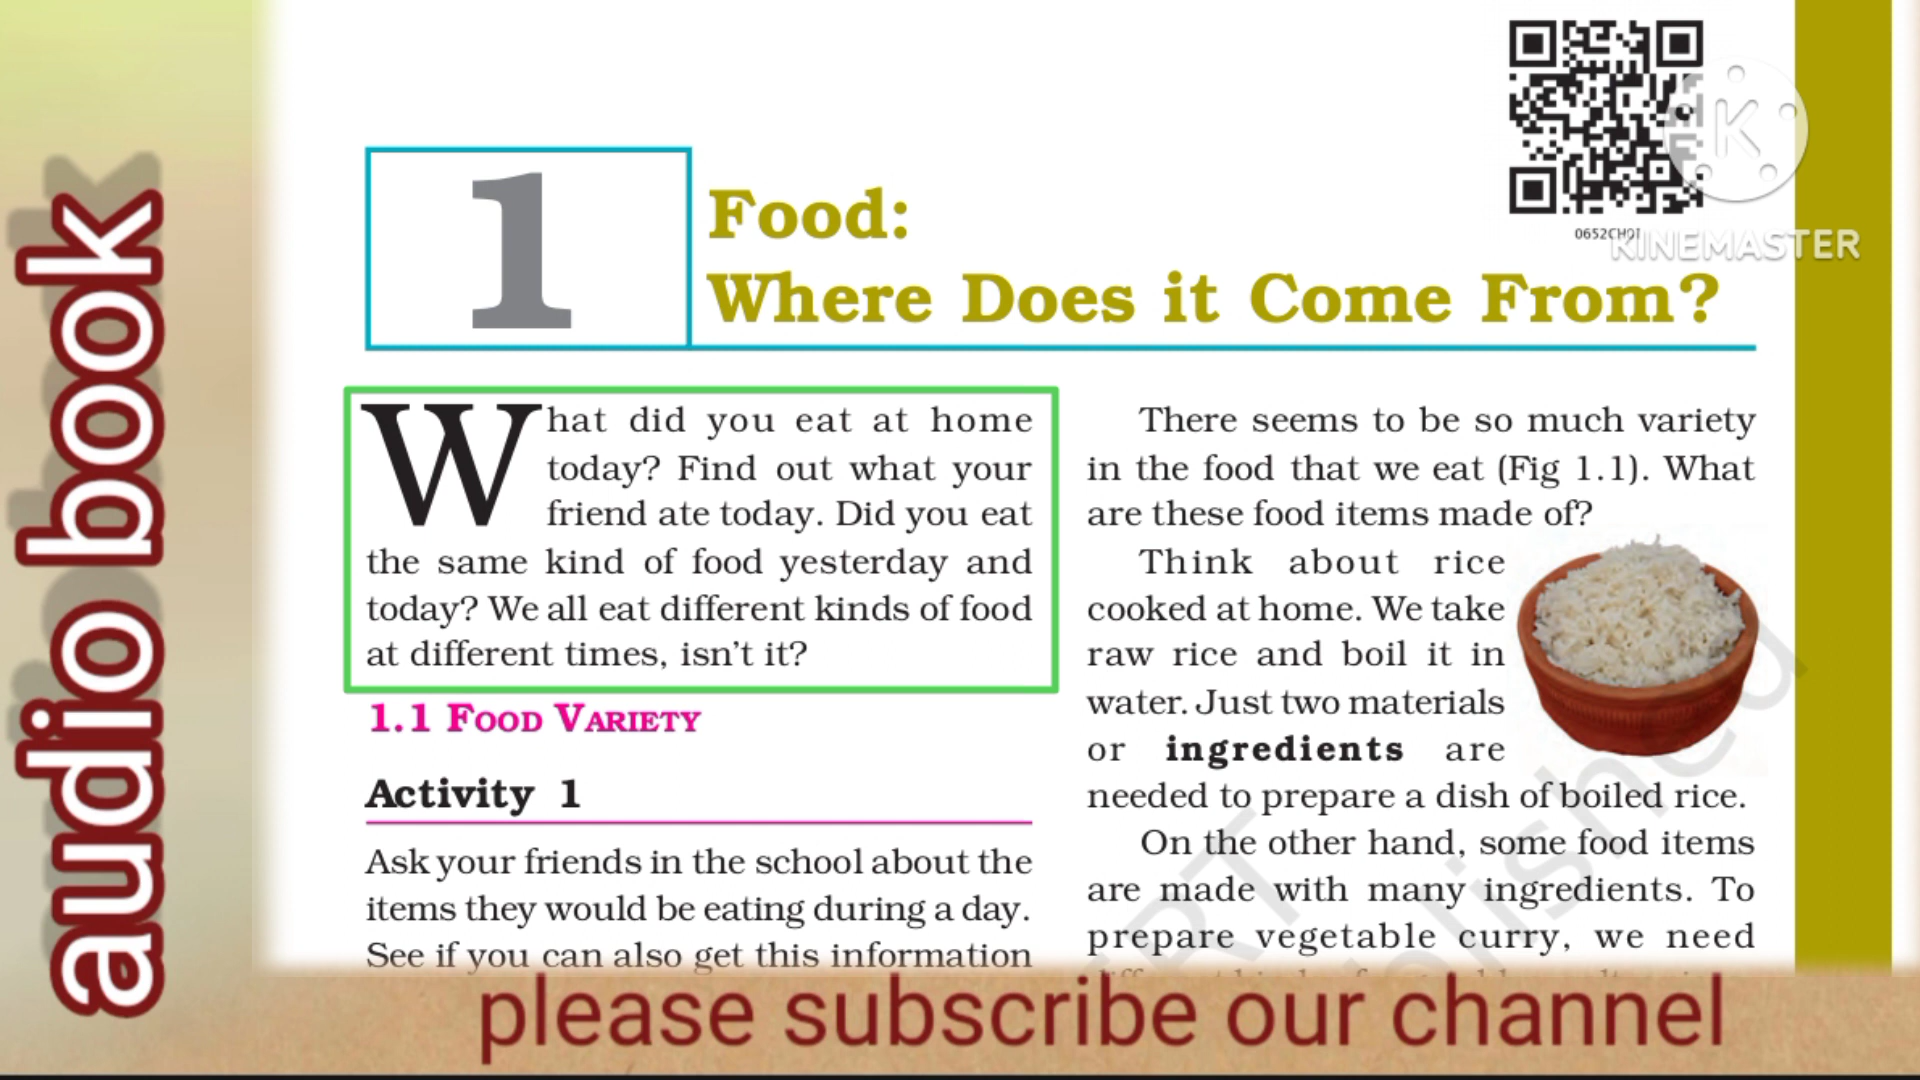 audio book
0652CH01
K
KINEMASTER
1
Food:
Where Does it Come From?
What did you eat at home
today? Find out what your
friend ate today. Did you eat
the same kind of food yesterday and
today? We all eat different kinds of food
at different times, isn't it?
1.1 FOOD VARIETY
Activity 1
Ask your friends in the school about the
items they would be eating during a day.
See if you can also get this information
There seems to be so much variety
in the food that we eat (Fig 1.1). What
are these food items made of?
Think about rice
cooked at home. We take
raw rice and boil it in
water. Just two materials
or ingredients are
needed to prepare a dish of boiled rice.
On the other hand, some food items
are made with many ingredients. To
prepare vegetable curry, we need
please subscribe our channel